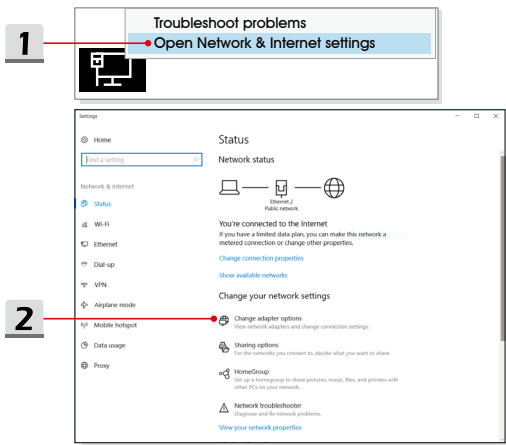 1
Troubleshoot problems
Open Network & Internet settings
Settings
Home
Find a setting
Network & Internet
Status
Wi-Fi
Ethernet
Dial-up
VPN
Airplane mode
Mobile hotspot
Data usage
Proxy
Status
Network status
Ethernet 2
Public network
You're connected to the Internet
If you have a limited data plan, you can make this network a
metered connection or change other properties.
Change connection properties
Show available networks
Change your network settings
2
Change adapter options
View network adapters and change connection settings.
Sharing options
For the networks you connect to, decide what you want to share.
HomeGroup
Set up a homegroup to share pictures, music, files, and printers with
other PCs on your network.
Network troubleshooter
Diagnose and fix network problems.
View your network properties